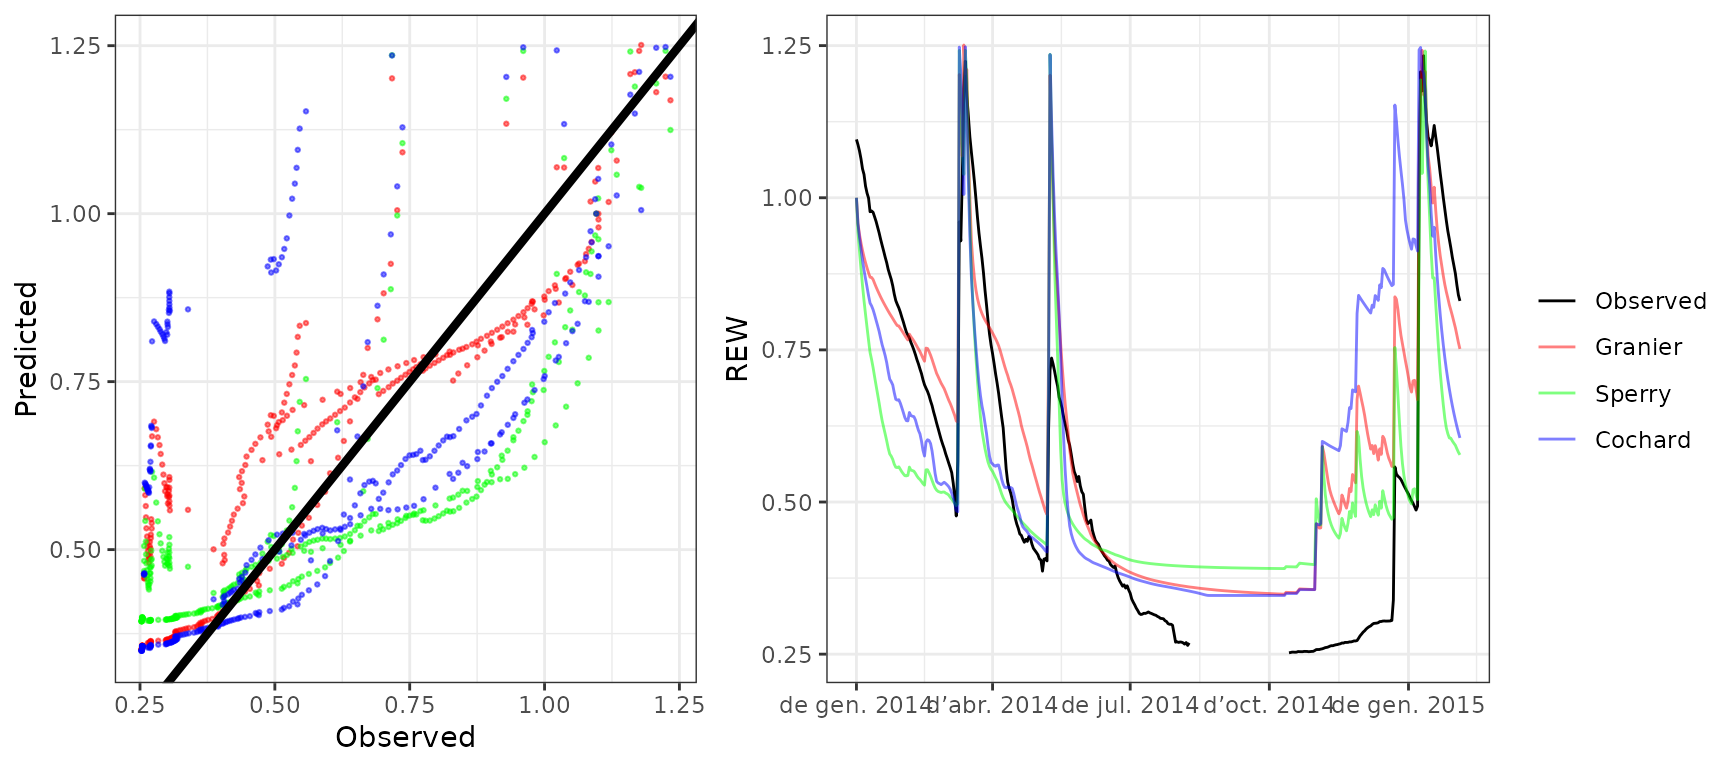 1.25
1.00
0.75
0.50
Predicted
0.25
0.50
0.75
1.00
1.25
Observed
1.25
1.00
0.75
0.50
0.25
REW
de gen. 2014
d’abr. 2014
de jul. 2014
d’oct. 2014
de gen. 2015
Observed
Granier
Sperry
Cochard